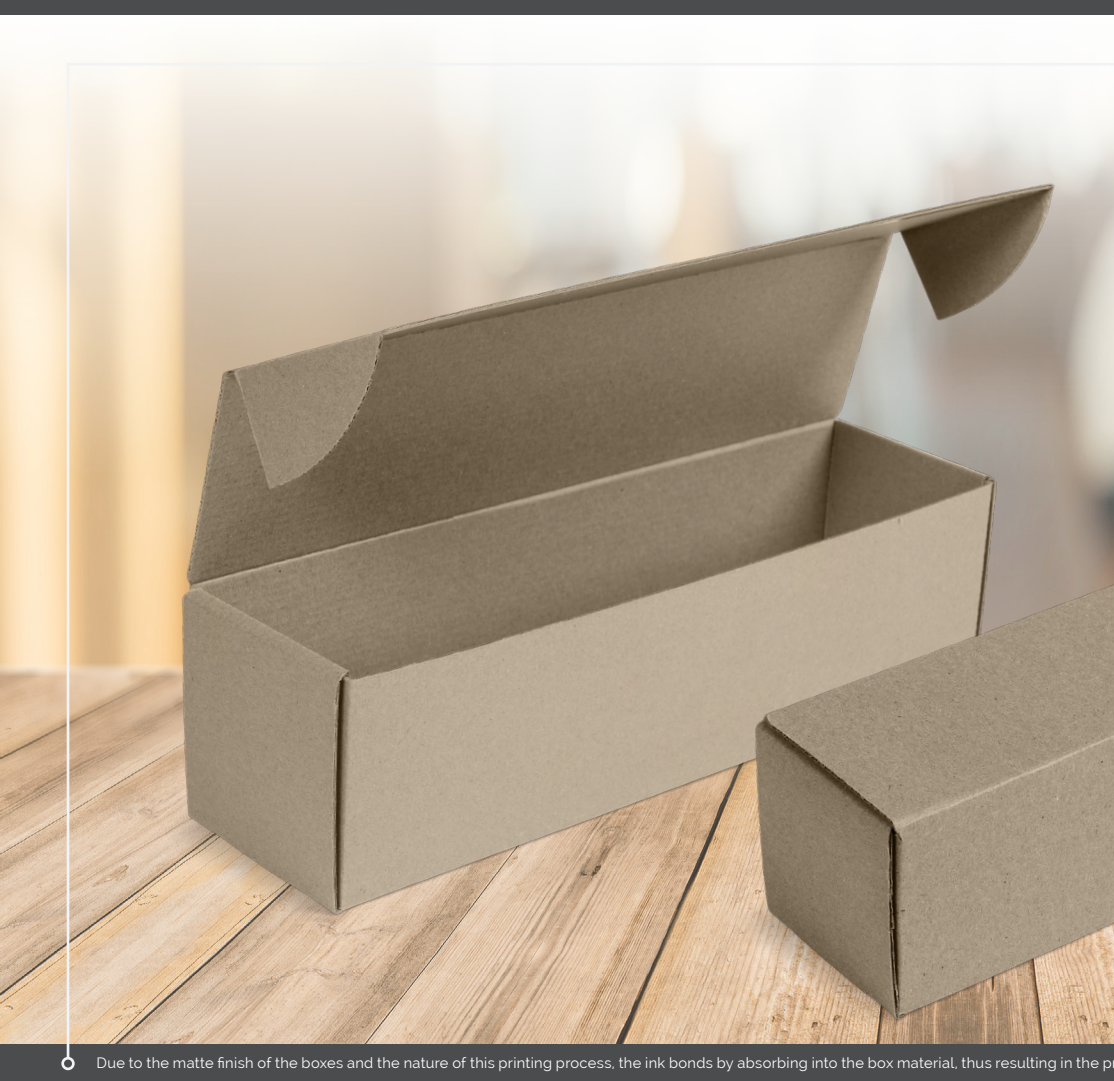 Due to the matte finish of the boxes and the nature of this printing process, the ink bonds by absorbing into the box material, thus resulting in the